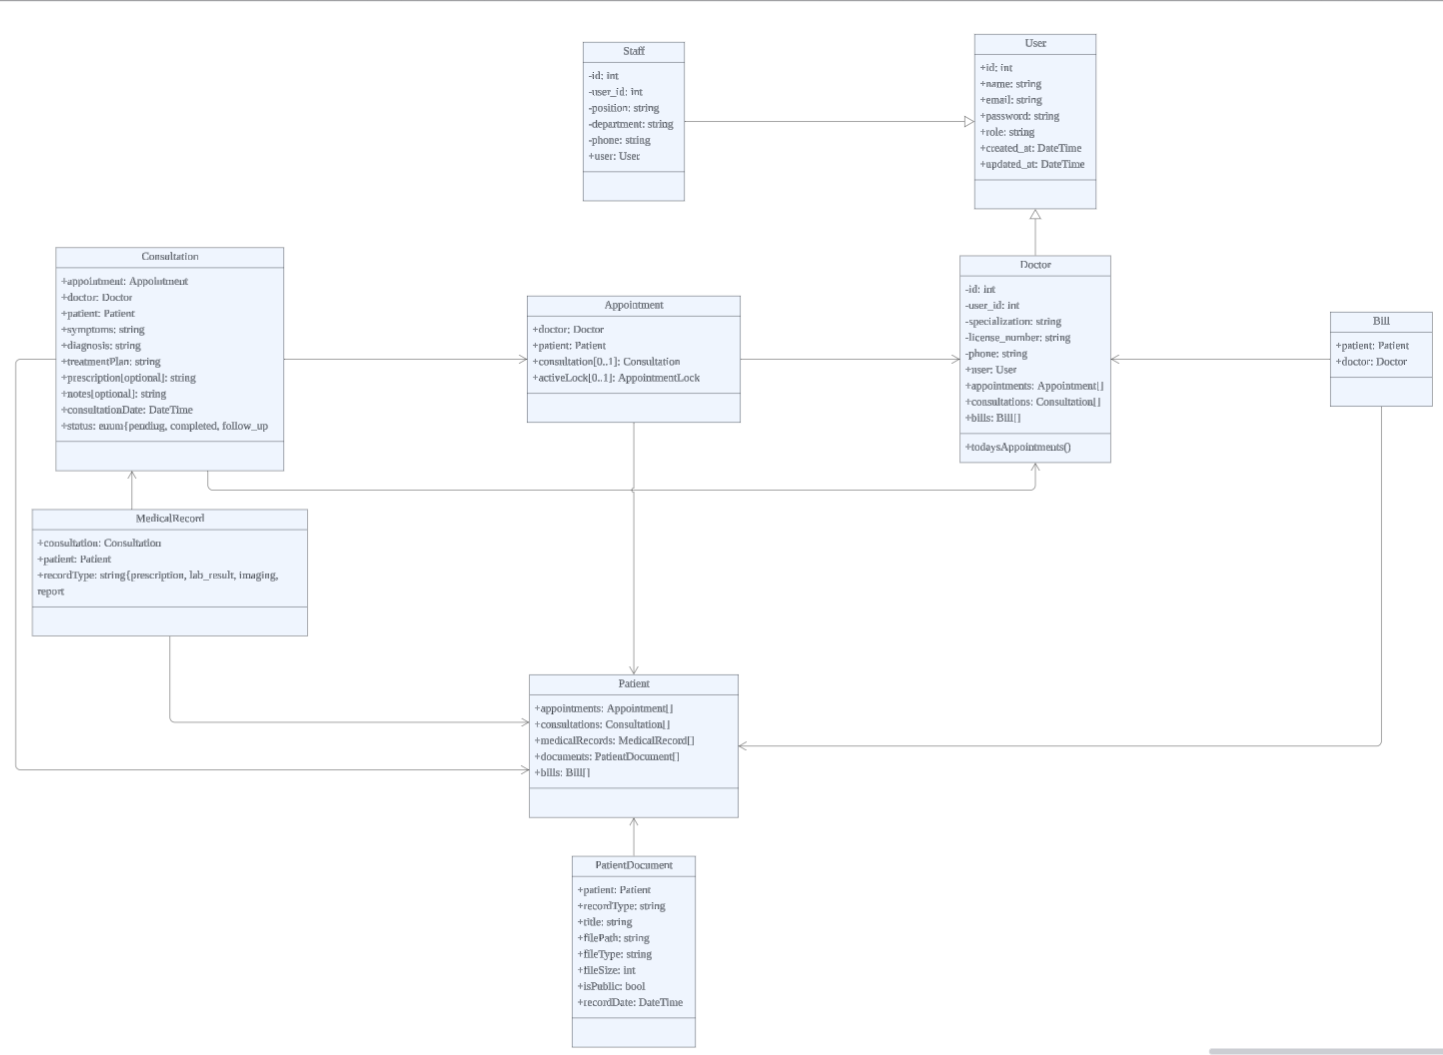 Staff
-id: int
-user_id: int
-position: string
-department: string
-phone: string
+user: User
User
+id: int
+name: string
+email: string
+password: string
+role: string
+created_at: DateTime
+updated_at: DateTime
Consultation
+appointment: Appointment
+doctor: Doctor
+patient: Patient
+symptoms: string
+diagnosis: string
+treatmentPlan: string
+prescription[optional]: string
+notes[optional]: string
+consultationDate: DateTime
+status: enum{pending, completed, follow_up
Appointment
+doctor: Doctor
+patient: Patient
+consultation[0..1]: Consultation
+activeLock[0..1]: AppointmentLock
Doctor
-id: int
-user_id: int
-specialization: string
-license_number: string
-phone: string
+user: User
+appointments: Appointment[]
+consultations: Consultation[]
+bills: Bill[]
+todaysAppointments()
Bill
+patient: Patient
+doctor: Doctor
MedicalRecord
+consultation: Consultation
+patient: Patient
+recordType: string{prescription, lab_result, imaging,
report
Patient
+appointments: Appointment[]
+consultations: Consultation[]
+medicalRecords: MedicalRecord[]
+documents: PatientDocument[]
+bills: Bill[]
PatientDocument
+patient: Patient
+recordType: string
+title: string
+filePath: string
+fileType: string
+fileSize: int
+isPublic: bool
+recordDate: DateTime